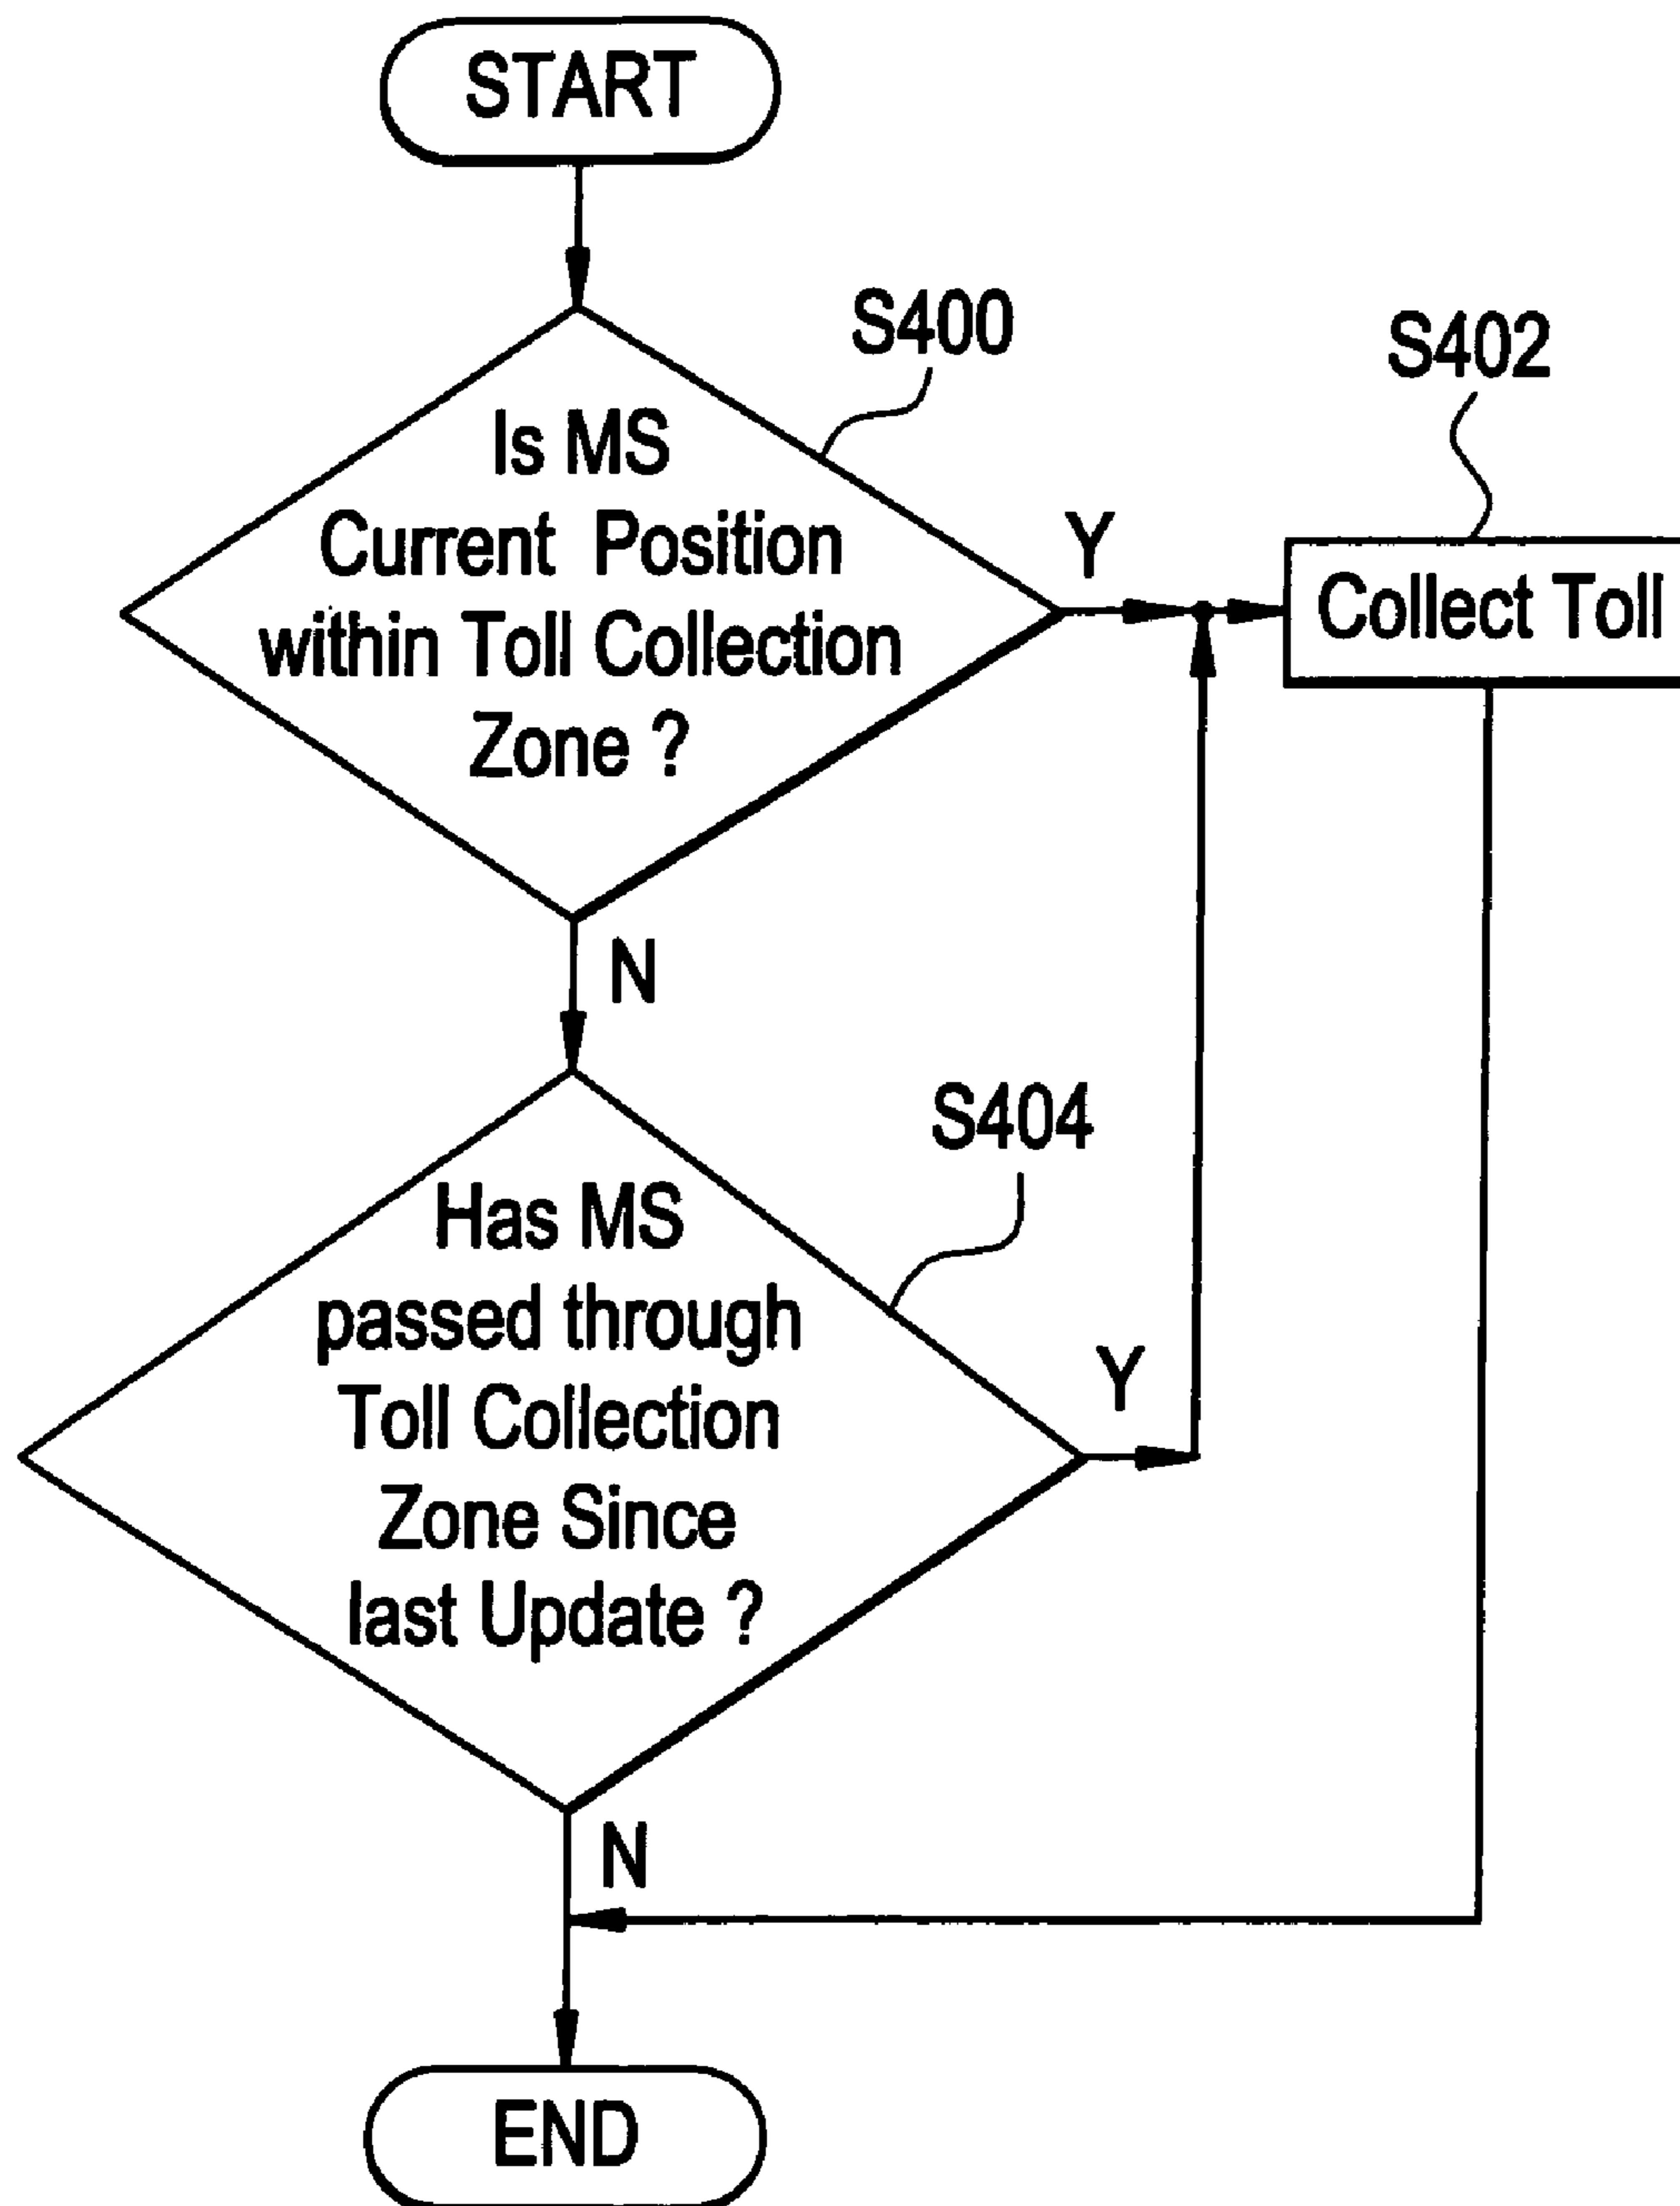 START
S400
S402
Is MS
Current Position
within Toll Collection
Zone ?
Y
Collect Toll
N
S404
Has MS
passed through
Toll Collection
Zone Since
last Update ?
Y
N
END